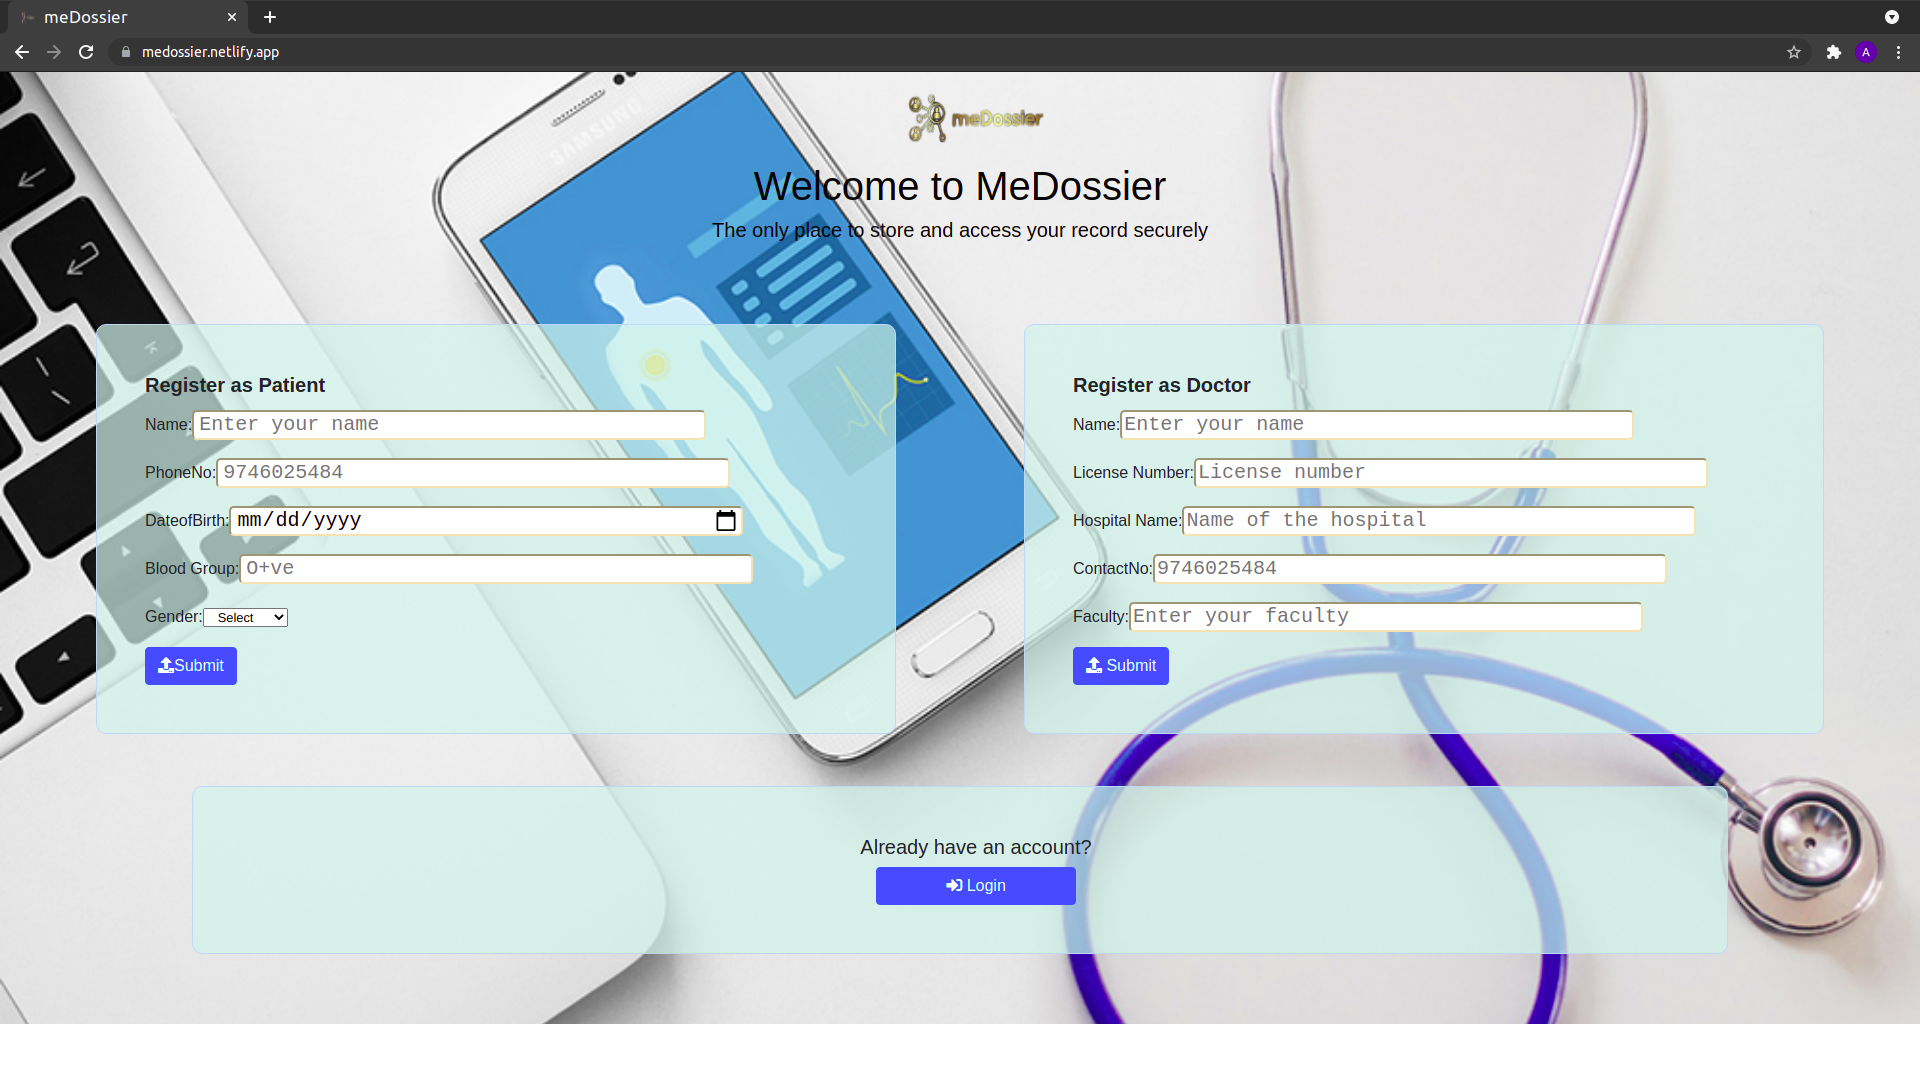 meDossier
medossier.netlify.app
A
SAMSUNG
meDossier
Welcome to MeDossier
The only place to store and access your record securely
Register as Patient
Name: Enter your name
PhoneNo: 9746025484
DateofBirth: mm/dd/yyyy
Blood Group: O+ve
Gender: Select
Submit
Register as Doctor
Name: Enter your name
License Number: License number
Hospital Name: Name of the hospital
ContactNo: 9746025484
Faculty: Enter your faculty
Submit
Already have an account?
Login